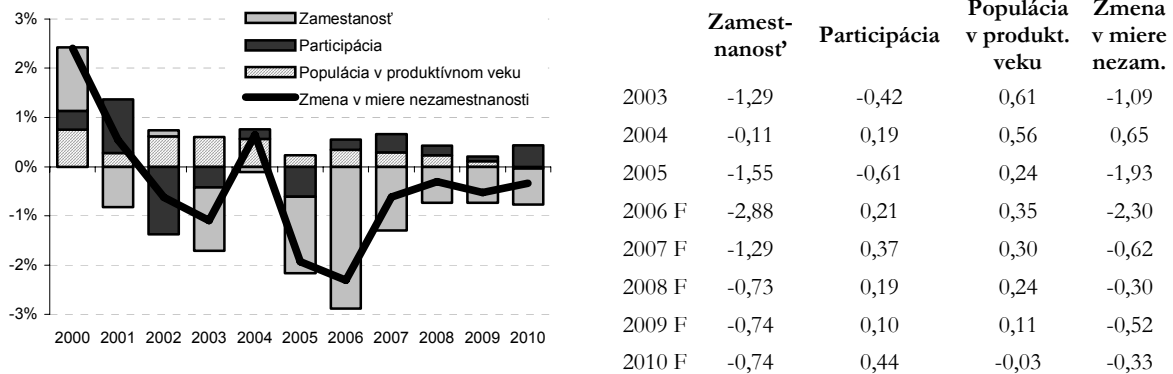 3%
2%
1%
0%
-1%
-2%
-3%
Zamestanosť
Participácia
Populácia v produktívnom veku
Zmena v miere nezamestnanosti
2000 2001 2002 2003 2004 2005 2006 2007 2008 2009 2010
Zamest-
nanosť
Participácia
Populácia
v produkt.
veku
Zmena
v miere
nezam.
2003 -1,29 -0,42 0,61 -1,09
2004 -0,11 0,19 0,56 0,65
2005 -1,55 -0,61 0,24 -1,93
2006 F -2,88 0,21 0,35 -2,30
2007 F -1,29 0,37 0,30 -0,62
2008 F -0,73 0,19 0,24 -0,30
2009 F -0,74 0,10 0,11 -0,52
2010 F -0,74 0,44 -0,03 -0,33